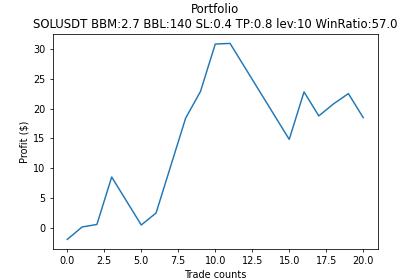 Portfolio
SOLUSDT BBM:2.7 BBL:140 SL:0.4 TP:0.8 lev:10 WinRatio:57.0
30
25
20
15
10
5
0
Profit ($)
0.0 2.5 5.0 7.5 10.0 12.5 15.0 17.5 20.0
Trade counts